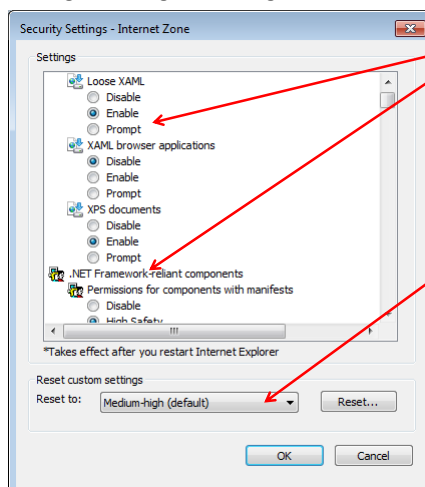 Security Settings - Internet Zone
Settings
Loose XAML
Disable
Enable
Prompt
XAML browser applications
Disable
Enable
Prompt
XPS documents
Disable
Enable
Prompt
.NET Framework-reliant components
Permissions for components with manifests
Disable
High Safety
*Takes effect after you restart Internet Explorer
Reset custom settings
Reset to: Medium-high (default) Reset...
OK Cancel